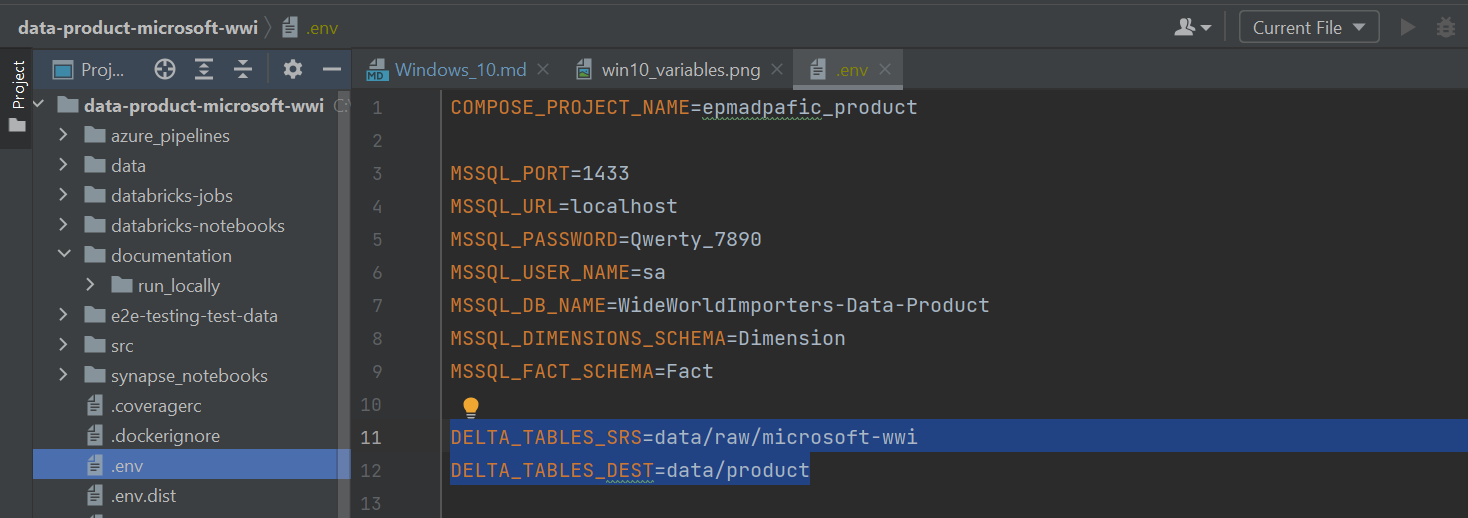 data-product-microsoft-wwi .env
Current File
Project
Proj...
Windows_10.md
win10_variables.png
.env
data-product-microsoft-wwi
azure_pipelines
data
databricks-jobs
databricks-notebooks
documentation
run_locally
e2e-testing-test-data
src
synapse_notebooks
.coveragerc
.dockerignore
.env
.env.dist
1 COMPOSE_PROJECT_NAME=epmadpafic_product
2
3 MSSQL_PORT=1433
4 MSSQL_URL=localhost
5 MSSQL_PASSWORD=Qwerty_7890
6 MSSQL_USER_NAME=sa
7 MSSQL_DB_NAME=WideWorldImporters-Data-Product
8 MSSQL_DIMENSIONS_SCHEMA=Dimension
9 MSSQL_FACT_SCHEMA=Fact
10
11 DELTA_TABLES_SRS=data/raw/microsoft-wwi
12 DELTA_TABLES_DEST=data/product
13